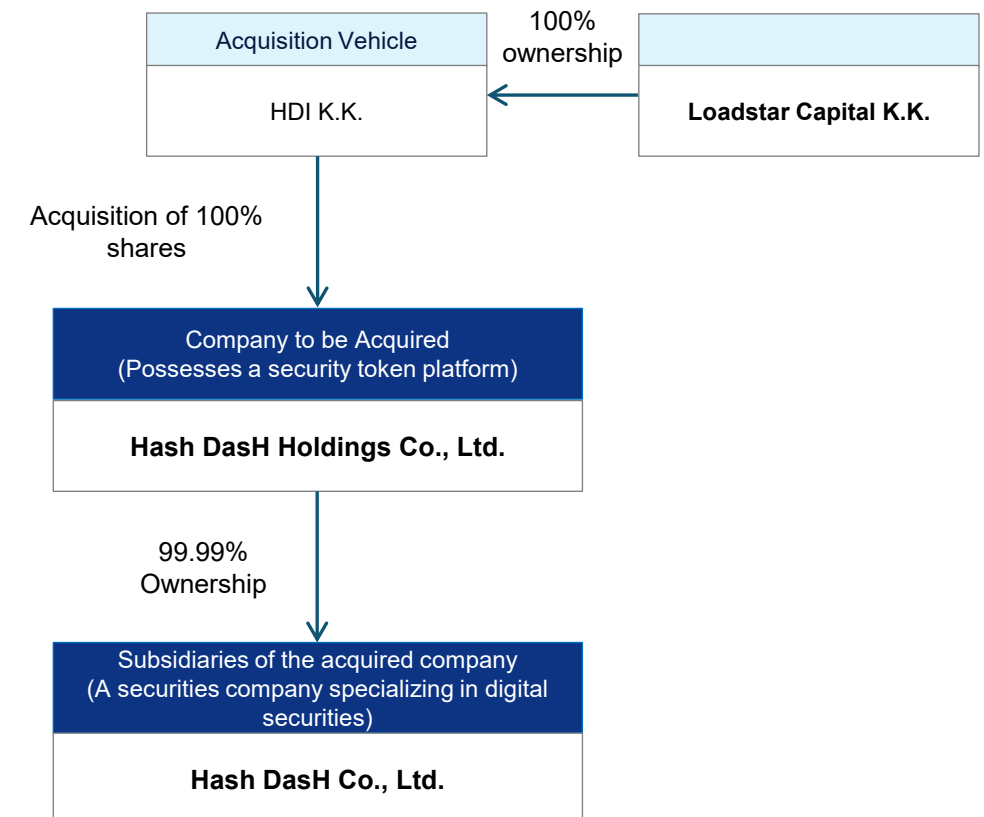 Acquisition Vehicle
HDI K.K.
100%
ownership
Loadstar Capital K.K.
Acquisition of 100%
shares
Company to be Acquired
(Possesses a security token platform)
Hash DasH Holdings Co., Ltd.
99.99%
Ownership
Subsidiaries of the acquired company
(A securities company specializing in digital
securities)
Hash DasH Co., Ltd.